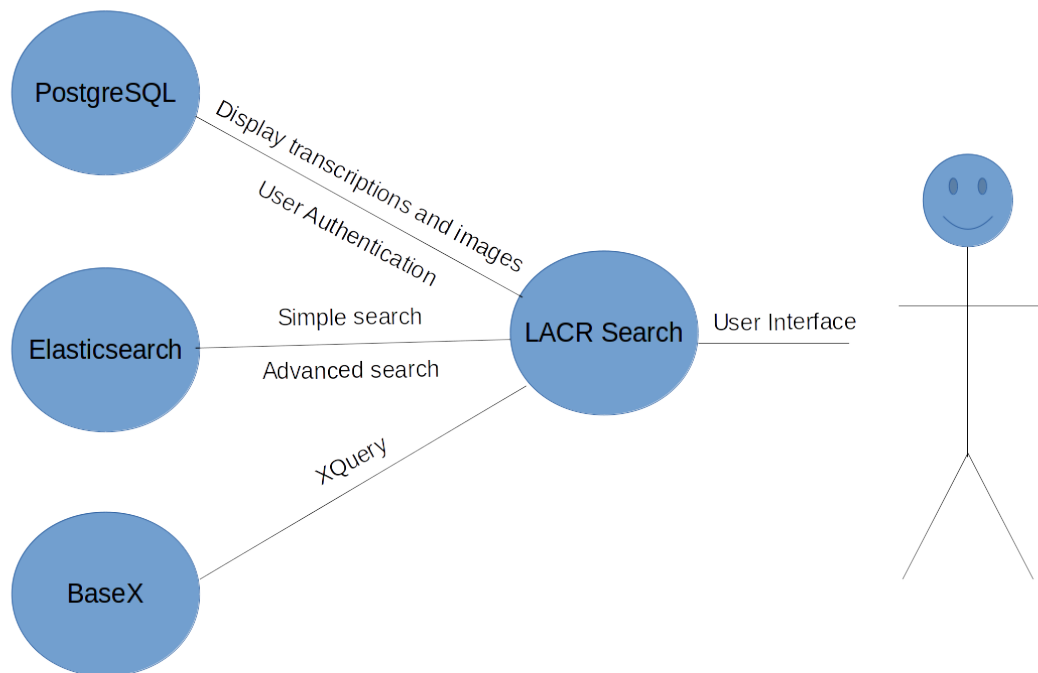 PostgreSQL
Display transcriptions and images
User Authentication
Elasticsearch
Simple search
Advanced search
LACR Search
User Interface
XQuery
BaseX